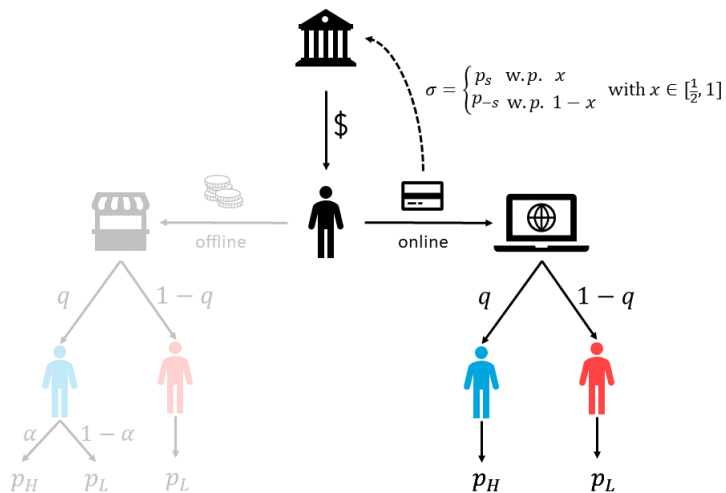 σ = { p_s w.p. x
p_{-s} w.p. 1 − x with x ∈ [1/2, 1]
$
offline
online
q
1 − q
q
1 − q
α
1 − α
p_H
p_L
p_L
p_H
p_L